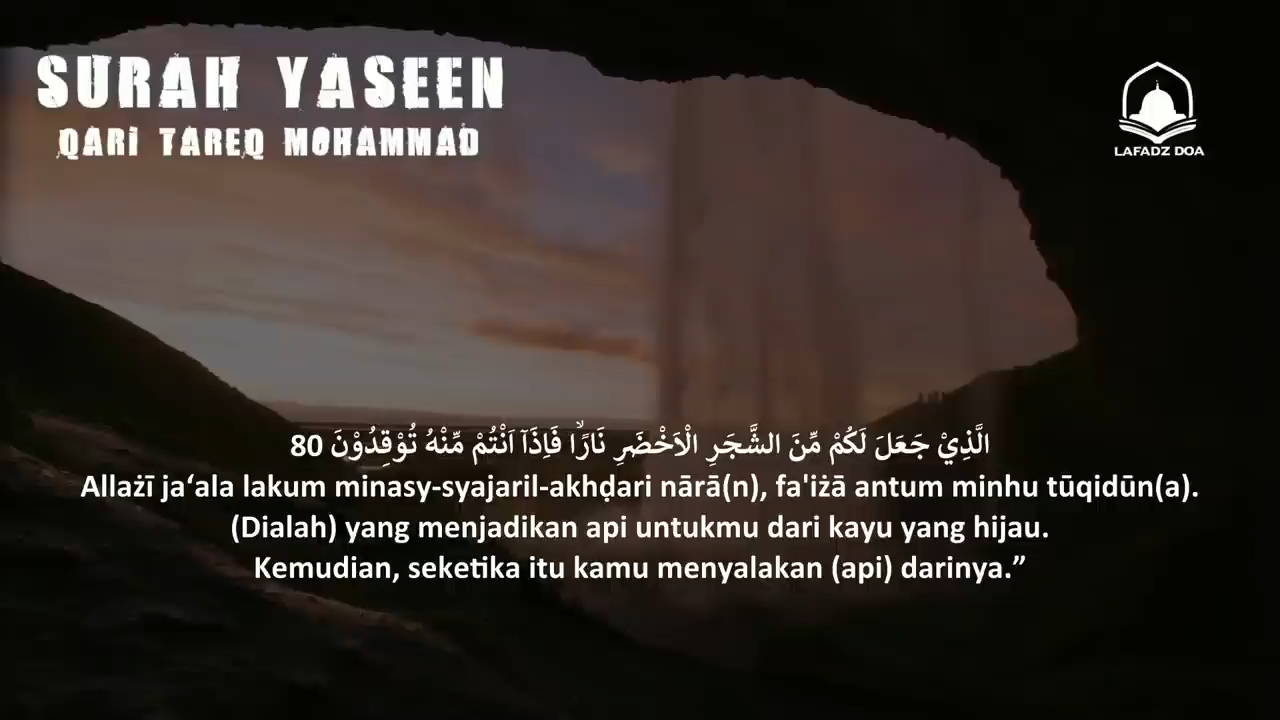 SURAH YASEEN
QARI TAREQ MOHAMMAD
LAFADZ DOA
الَّذِيْ جَعَلَ لَكُمْ مِّنَ الشَّجَرِ الْاَخْضَرِ نَارًاۙ فَاِذَآ اَنْتُمْ مِّنْهُ تُوْقِدُوْنَ 80
Allażī ja‘ala lakum minasy-syajaril-akhḍari nārā(n), fa'iżā antum minhu tūqidūn(a).
(Dialah) yang menjadikan api untukmu dari kayu yang hijau.
Kemudian, seketika itu kamu menyalakan (api) darinya.”